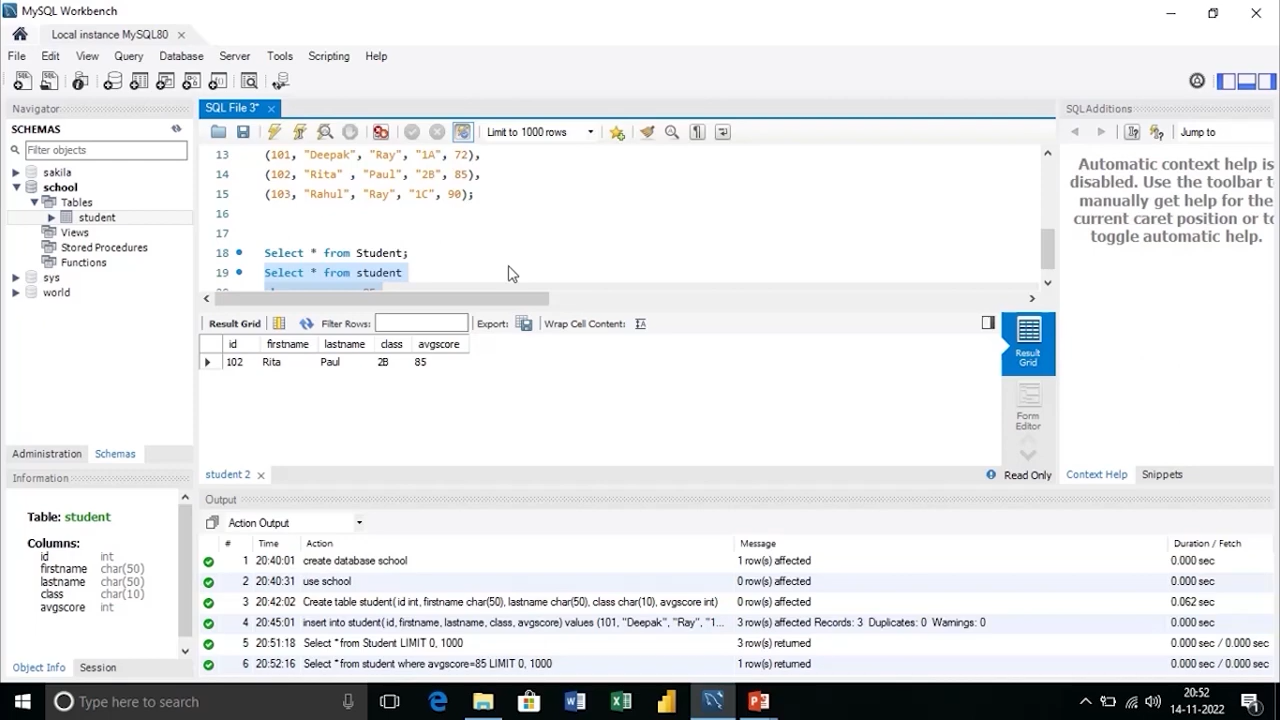 MySQL Workbench
Local instance MySQL80
File Edit View Query Database Server Tools Scripting Help
Navigator
SCHEMAS
Filter objects
sakila
school
Tables
student
Views
Stored Procedures
Functions
sys
world
Administration Schemas
Information
Table: student
Columns:
id int
firstname char(50)
lastname char(50)
class char(10)
avgscore int
Object Info Session
SQL File 3*
Limit to 1000 rows
13 (101, "Deepak", "Ray", "1A", 72),
14 (102, "Rita" , "Paul", "2B", 85),
15 (103, "Rahul", "Ray", "1C", 90);
16
17
18 Select * from Student;
19 Select * from student
Result Grid Filter Rows: Export: Wrap Cell Content:
id firstname lastname class avgscore
102 Rita Paul 2B 85
Result Grid
Form Editor
student 2
Read Only
SQLAdditions
Jump to
Automatic context help is
disabled. Use the toolbar to
manually get help for the
current caret position or to
toggle automatic help.
Context Help Snippets
Output
Action Output
# Time Action Message Duration / Fetch
1 20:40:01 create database school 1 row(s) affected 0.000 sec
2 20:40:31 use school 0 row(s) affected 0.000 sec
3 20:42:02 Create table student( id int, firstname char(50), lastname char(50), class char(10), avgscore int) 0 row(s) affected 0.062 sec
4 20:45:01 insert into student( id, firstname, lastname, class, avgscore) values (101, "Deepak", "Ray", "1... 3 row(s) affected Records: 3 Duplicates: 0 Warnings: 0 0.000 sec
5 20:51:18 Select * from Student LIMIT 0, 1000 3 row(s) returned 0.000 sec / 0.000 sec
6 20:52:16 Select * from student where avgscore=85 LIMIT 0, 1000 1 row(s) returned 0.000 sec / 0.000 sec
Type here to search
20:52
14-11-2022